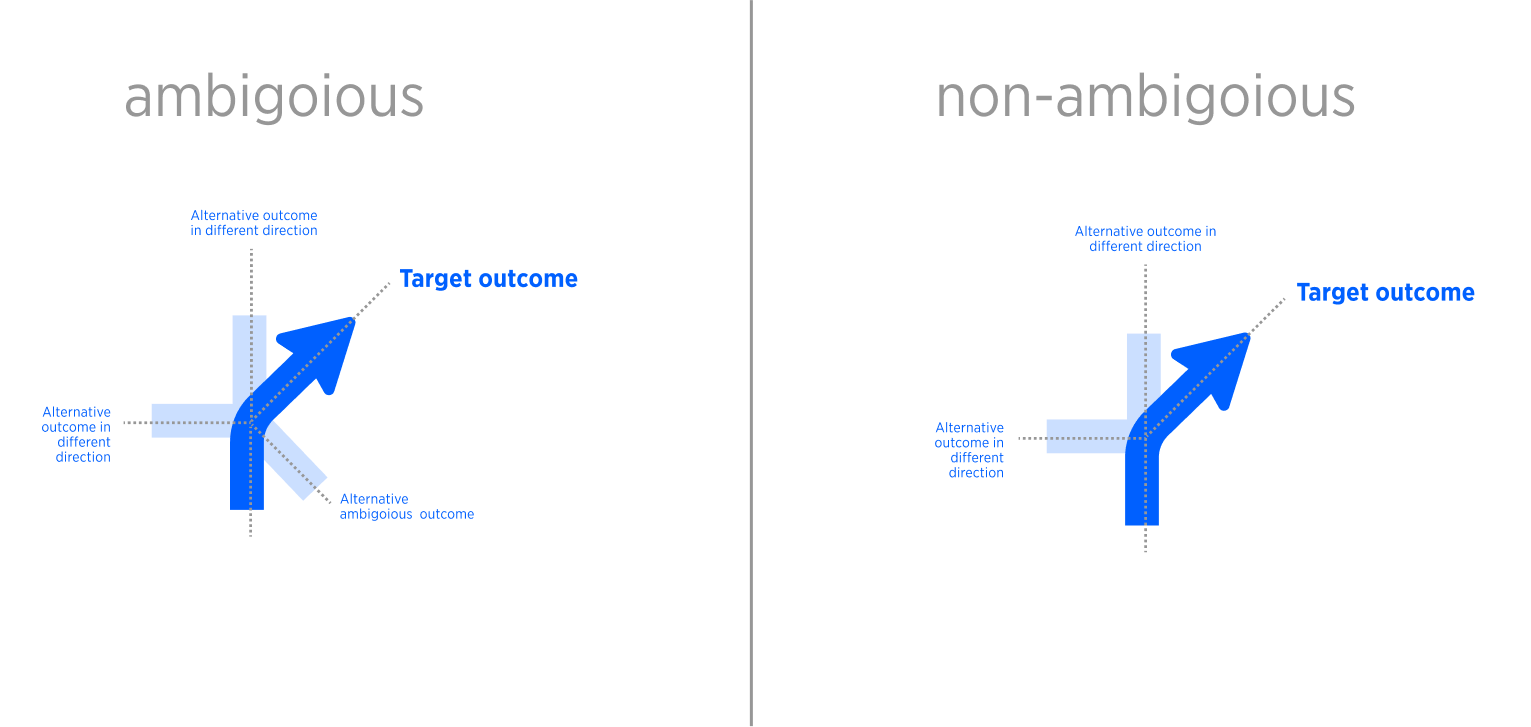 ambigoious
Alternative outcome
in different direction
Target outcome
Alternative
outcome in
different
direction
Alternative
ambigoious outcome
non-ambigoious
Alternative outcome in
different direction
Target outcome
Alternative
outcome in
different
direction